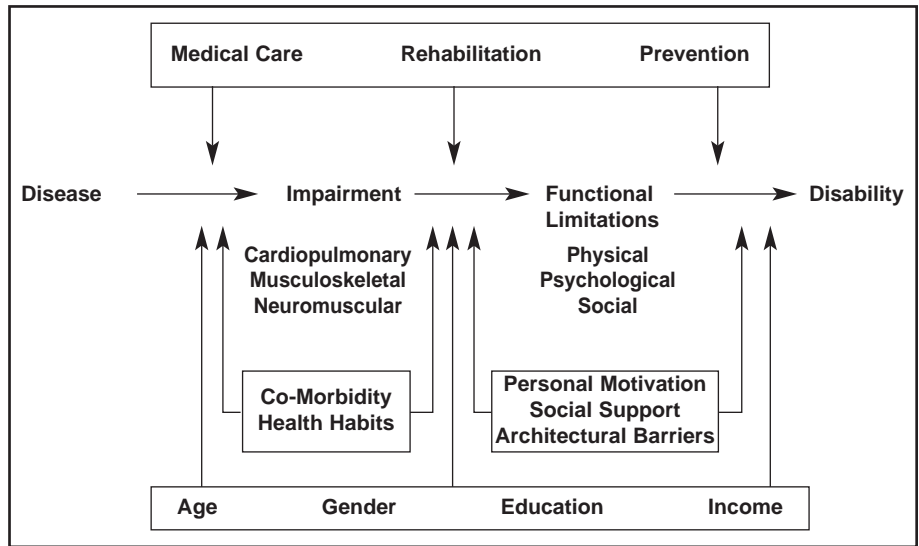 Medical Care Rehabilitation Prevention
Disease Impairment Functional Limitations Disability
Cardiopulmonary
Musculoskeletal
Neuromuscular
Physical
Psychological
Social
Co-Morbidity
Health Habits
Personal Motivation
Social Support
Architectural Barriers
Age Gender Education Income